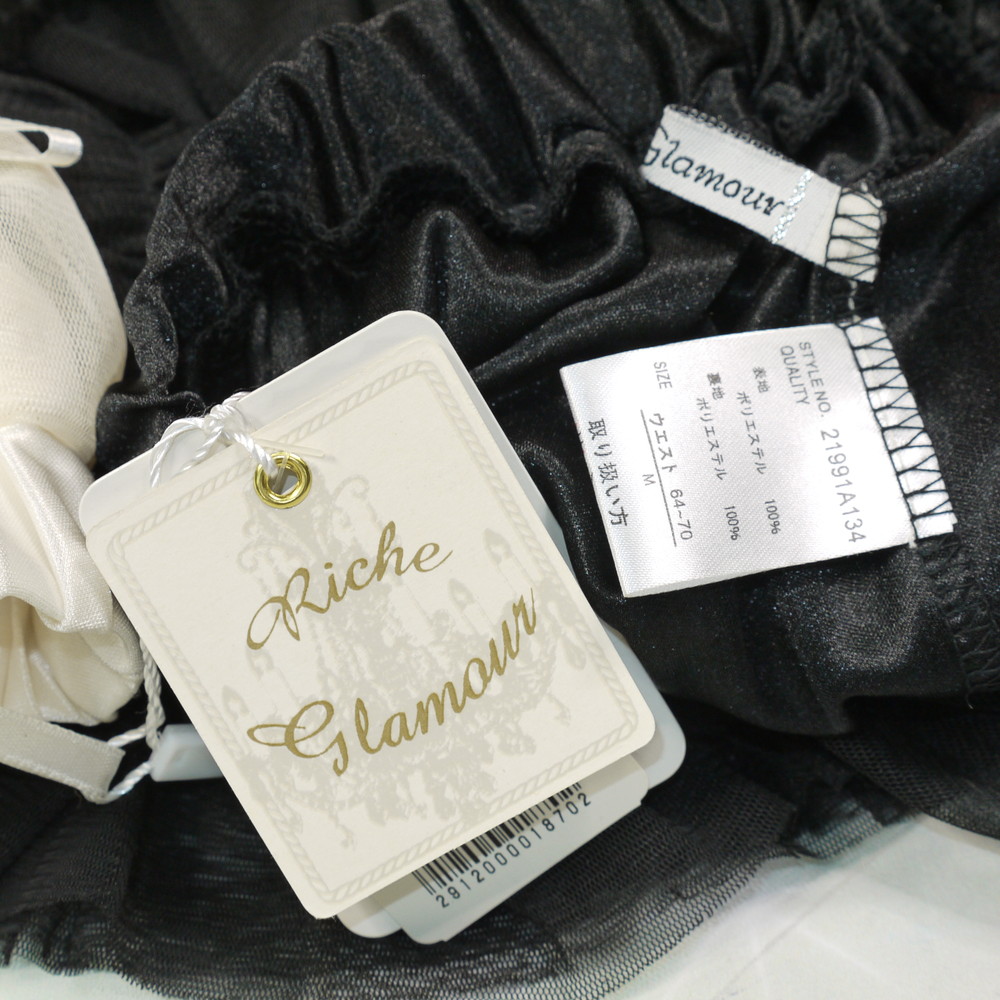 Riche
Glamour
2812000018702
Glamour
STYLE NO. 21991A134
QUALITY
表地 ポリエステル 100%
裏地 ポリエステル 100%
SIZE ウエスト 64~70
M
取り扱い方